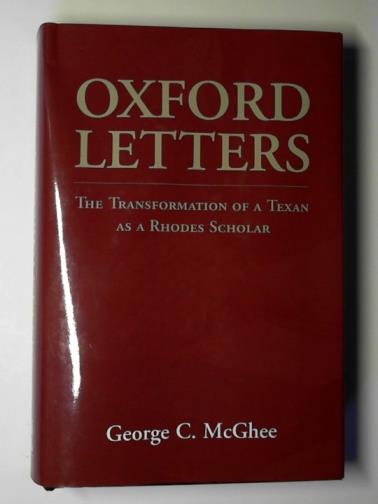 OXFORD
LETTERS
THE TRANSFORMATION OF A TEXAN
AS A RHODES SCHOLAR
George C. McGhee